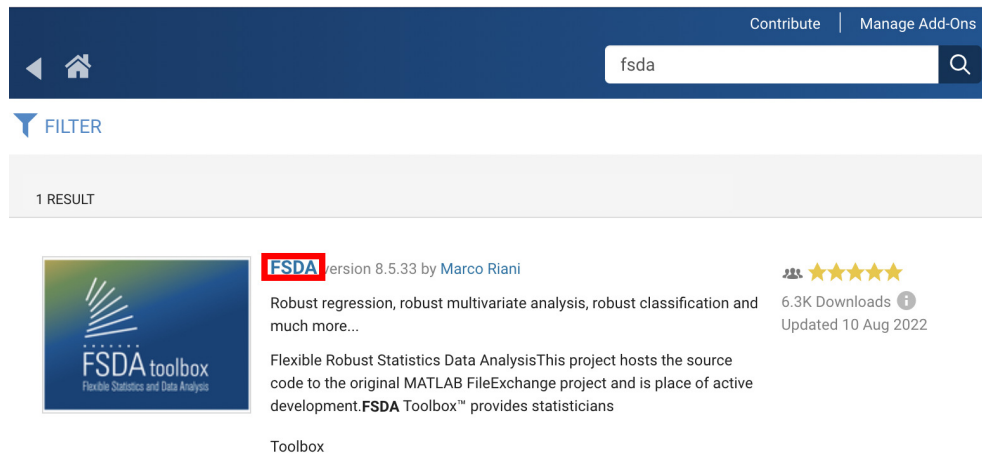 Contribute Manage Add-Ons
fsda
FILTER
1 RESULT
FSDA version 8.5.33 by Marco Riani
Robust regression, robust multivariate analysis, robust classification and
much more...
Flexible Robust Statistics Data AnalysisThis project hosts the source
code to the original MATLAB FileExchange project and is place of active
development.FSDA Toolbox™ provides statisticians
Toolbox
FSDA toolbox
Flexible Statistics and Data Analysis
6.3K Downloads
Updated 10 Aug 2022